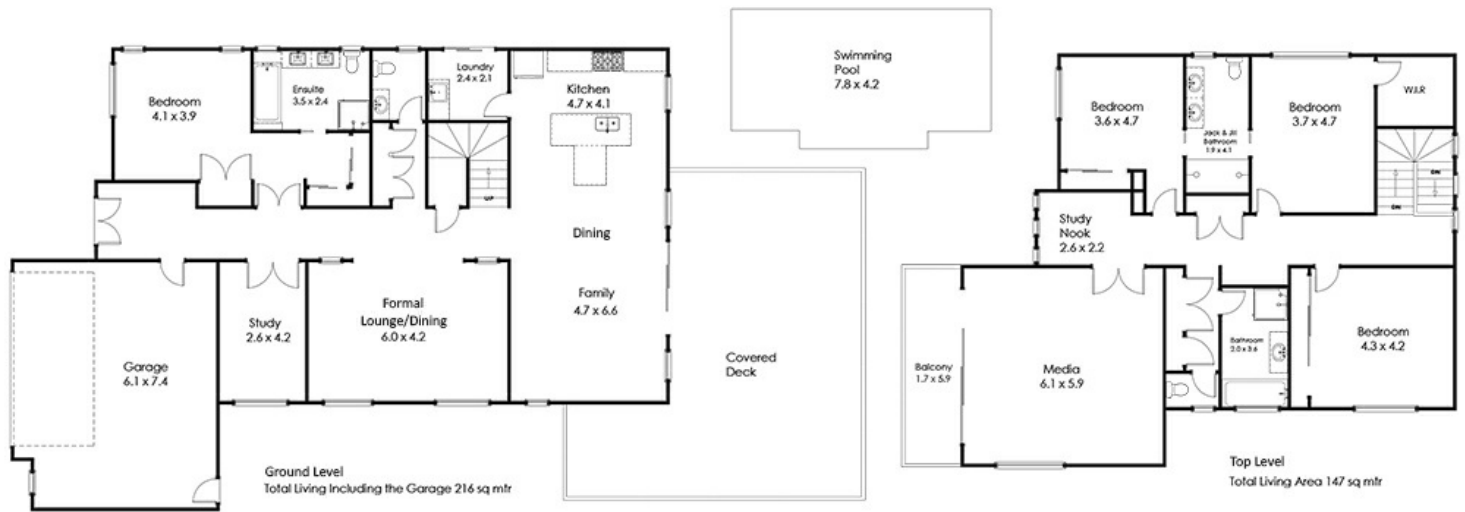 Bedroom
4.1 x 3.9
Ensuite
3.5 x 2.4
Laundry
2.4 x 2.1
Kitchen
4.7 x 4.1
UP
Dining
Family
4.7 x 6.6
Formal
Lounge/Dining
6.0 x 4.2
Study
2.6 x 4.2
Garage
6.1 x 7.4
Ground Level
Total Living Including the Garage 216 sq mtr
Swimming
Pool
7.8 x 4.2
Covered
Deck
Bedroom
3.6 x 4.7
Jack & Jill
Bathroom
1.9 x 4.1
Bedroom
3.7 x 4.7
W.I.R
DN
DN
Study
Nook
2.6 x 2.2
Balcony
1.7 x 5.9
Media
6.1 x 5.9
Bathroom
2.0 x 3.6
Bedroom
4.3 x 4.2
Top Level
Total Living Area 147 sq mtr